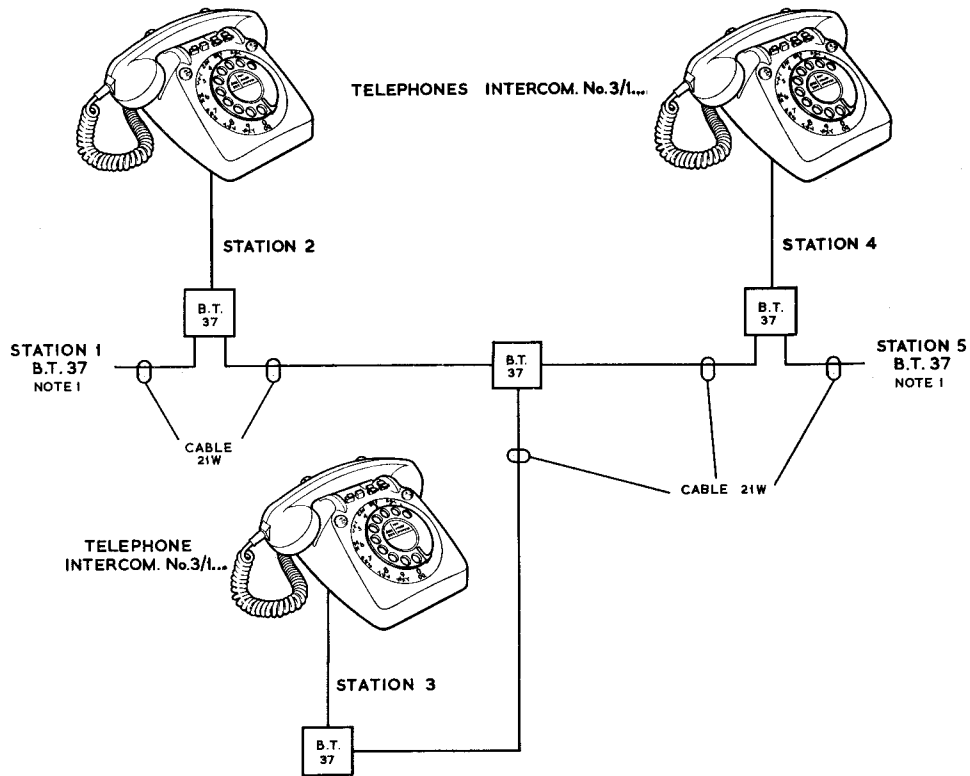 TELEPHONES INTERCOM. No.3/1...
STATION 2
STATION 4
B.T.
37
B.T.
37
STATION 1
B.T. 37
NOTE 1
B.T.
37
STATION 5
B.T. 37
NOTE 1
CABLE
21W
CABLE 21W
TELEPHONE
INTERCOM. No.3/1...
STATION 3
B.T.
37